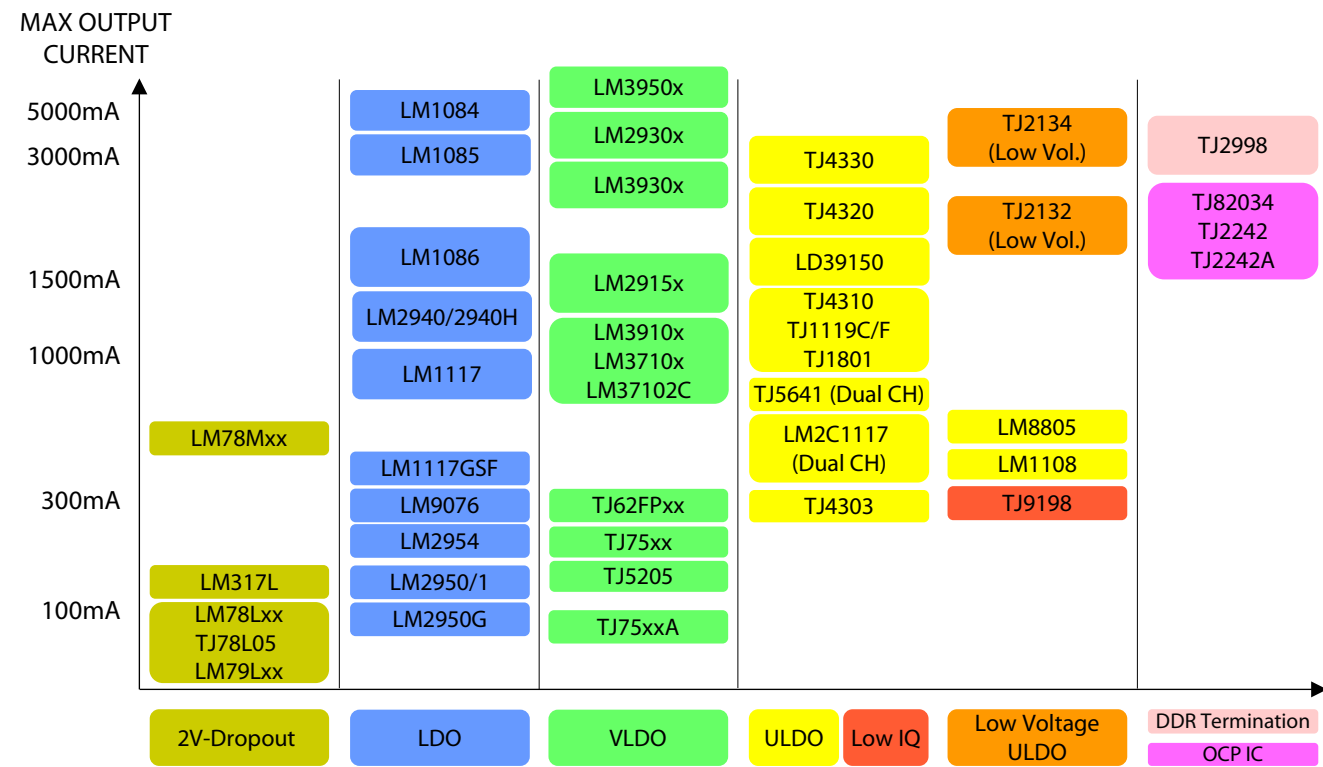 MAX OUTPUT
CURRENT
5000mA
3000mA
1500mA
1000mA
300mA
100mA
LM78Mxx
LM317L
LM78Lxx
TJ78L05
LM79Lxx
LM1084
LM1085
LM1086
LM2940/2940H
LM1117
LM1117GSF
LM9076
LM2954
LM2950/1
LM2950G
LM3950x
LM2930x
LM3930x
LM2915x
LM3910x
LM3710x
LM37102C
TJ62FPxx
TJ75xx
TJ5205
TJ75xxA
TJ4330
TJ4320
LD39150
TJ4310
TJ1119C/F
TJ1801
TJ5641 (Dual CH)
LM2C1117
(Dual CH)
TJ4303
TJ2134
(Low Vol.)
TJ2132
(Low Vol.)
LM8805
LM1108
TJ9198
TJ2998
TJ82034
TJ2242
TJ2242A
2V-Dropout
LDO
VLDO
ULDO
Low IQ
Low Voltage
ULDO
DDR Termination
OCP IC